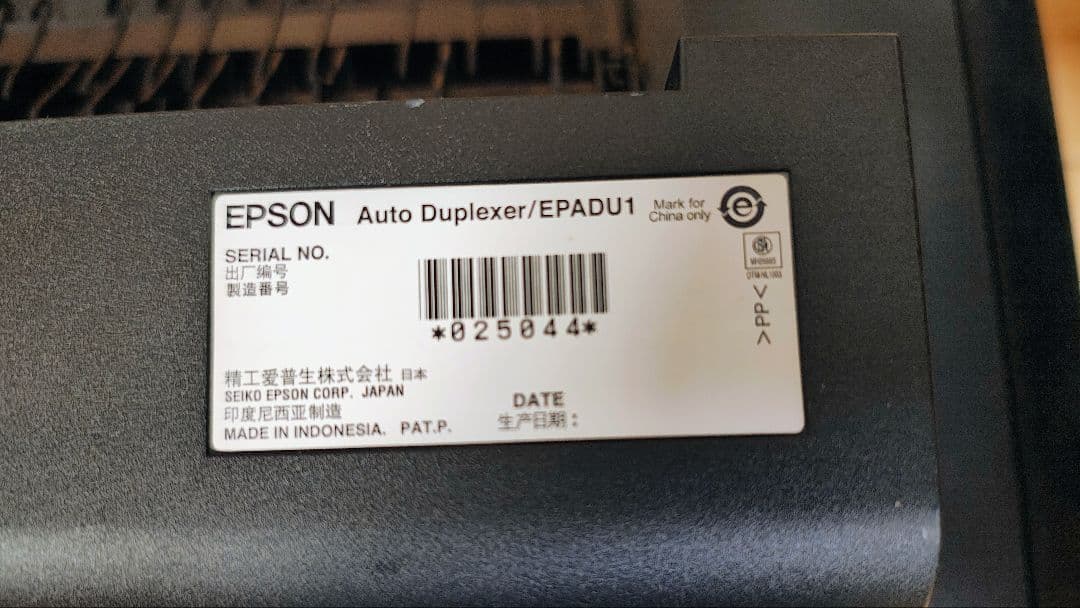 EPSON Auto Duplexer/EPADU1
Mark for
China only
SERIAL NO.
出厂编号
製造番号
*025044*
>PP<
精工爱普生株式会社 日本
SEIKO EPSON CORP. JAPAN
印度尼西亚制造
MADE IN INDONESIA. PAT.P.
DATE
生产日期：